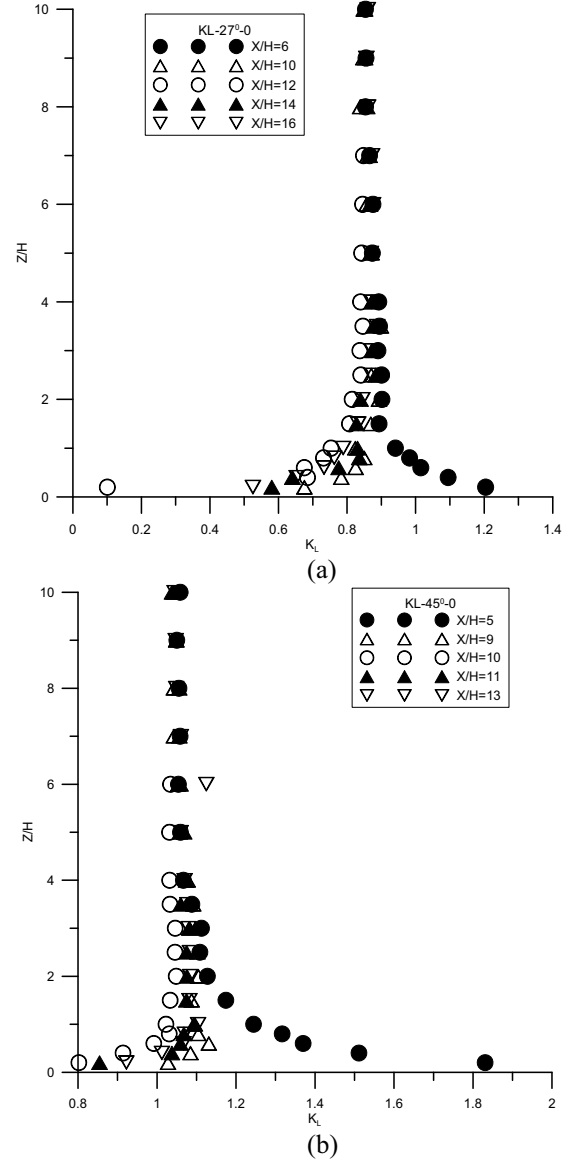 10
KL-27⁰-0
X/H=6
X/H=10
X/H=12
X/H=14
X/H=16
8
6
Z/H
4
2
0
0 0.2 0.4 0.6 0.8 1 1.2 1.4
K_L
(a)
10
KL-45⁰-0
X/H=5
X/H=9
X/H=10
X/H=11
X/H=13
8
6
Z/H
4
2
0
0.8 1 1.2 1.4 1.6 1.8 2
K_L
(b)